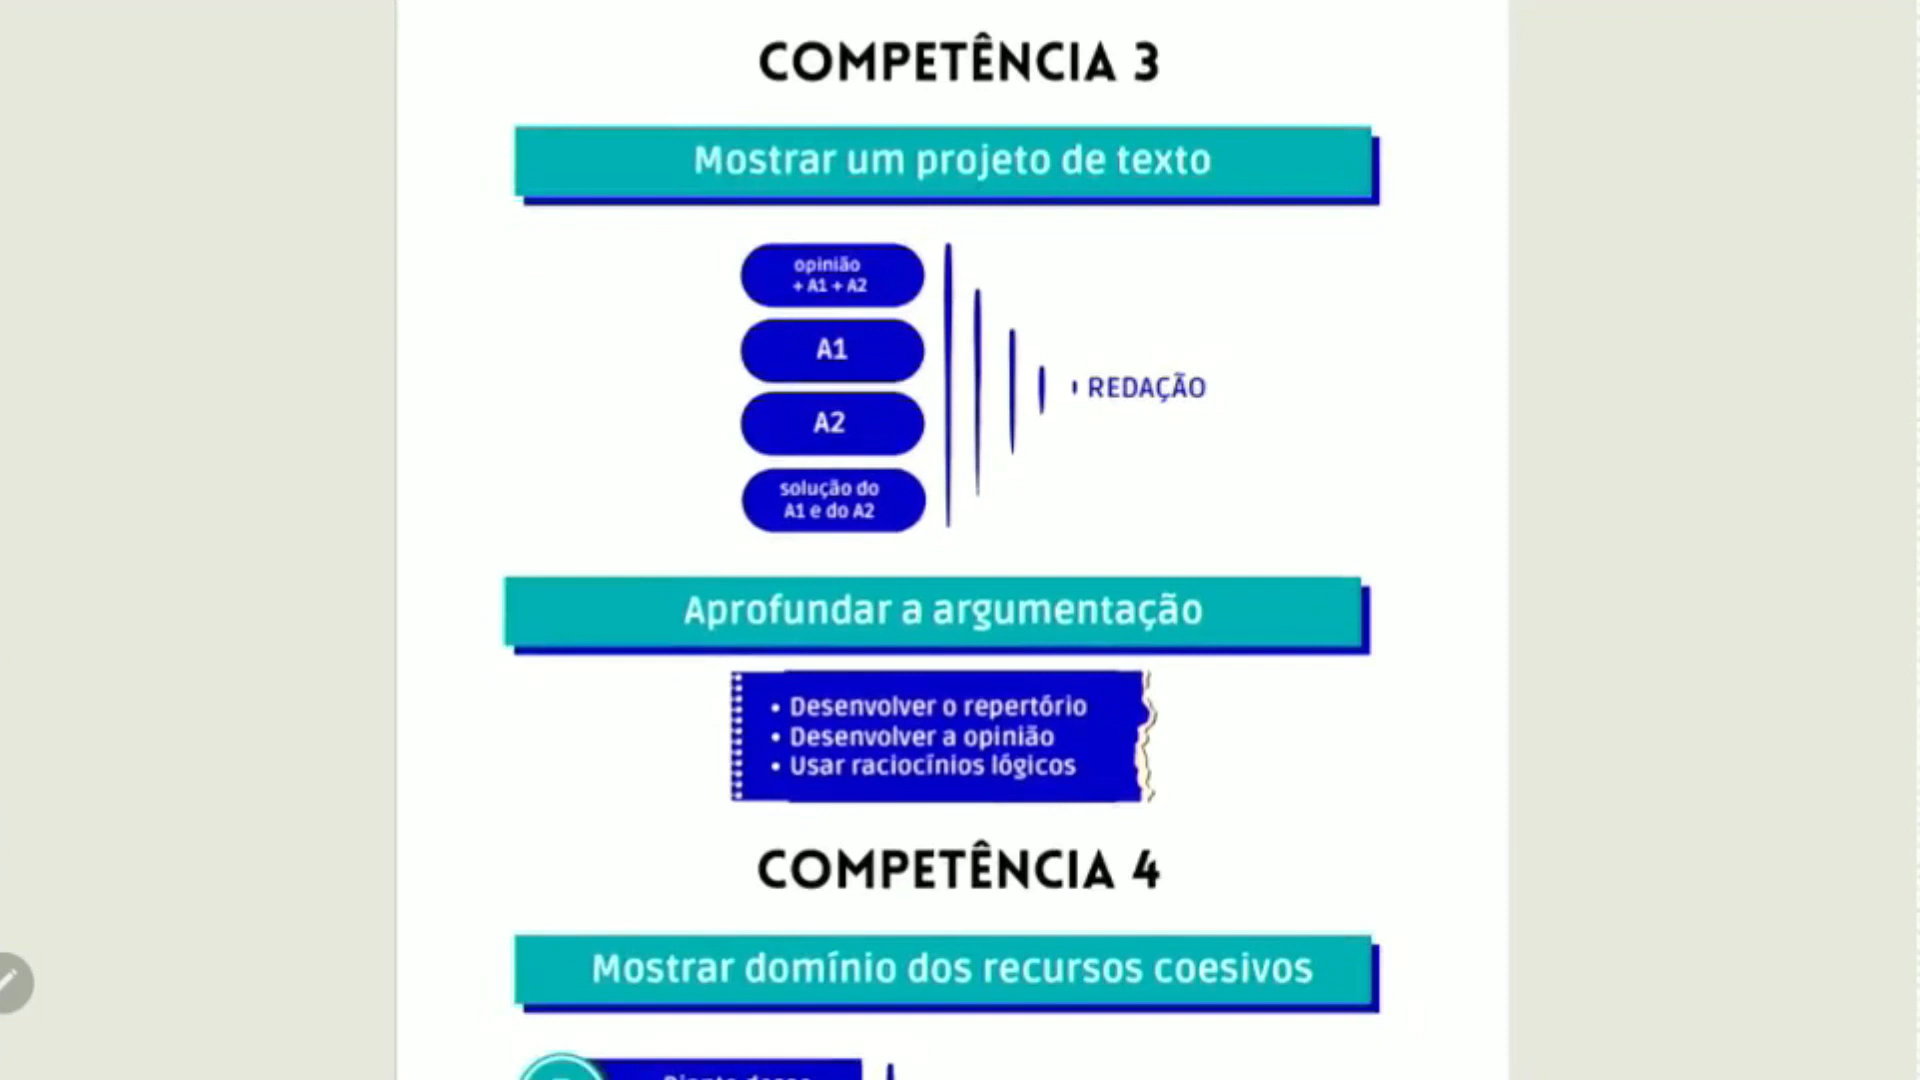 COMPETÊNCIA 3
Mostrar um projeto de texto
opinião
+ A1 + A2
A1
A2
solução do
A1 e do A2
REDAÇÃO
Aprofundar a argumentação
• Desenvolver o repertório
• Desenvolver a opinião
• Usar raciocínios lógicos
COMPETÊNCIA 4
Mostrar domínio dos recursos coesivos